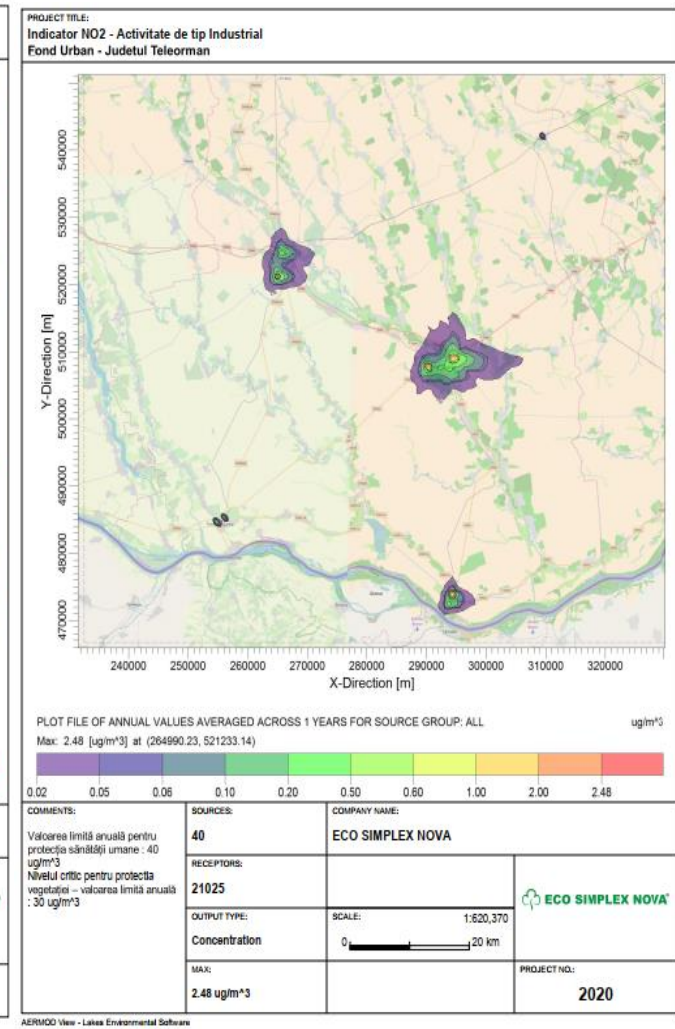 PROJECT TITLE:
Indicator NO2 - Activitate de tip Industrial
Fond Urban - Judetul Teleorman
Y-Direction [m]
540000
530000
520000
510000
500000
490000
480000
470000
240000 250000 260000 270000 280000 290000 300000 310000 320000
X-Direction [m]
PLOT FILE OF ANNUAL VALUES AVERAGED ACROSS 1 YEARS FOR SOURCE GROUP: ALL
ug/m^3
Max: 2.48 [ug/m^3] at (264990.23, 521233.14)
0.02 0.05 0.06 0.10 0.20 0.50 0.60 1.00 2.00 2.48
COMMENTS:
Valoarea limită anuală pentru
protecția sănătății umane : 40
ug/m^3
Nivelul critic pentru protectia
vegetației – valoarea limită anuală
: 30 ug/m^3
SOURCES:
40
COMPANY NAME:
ECO SIMPLEX NOVA
RECEPTORS:
21025
ECO SIMPLEX NOVA
OUTPUT TYPE:
Concentration
SCALE:
1:620,370
0 20 km
MAX:
2.48 ug/m^3
PROJECT NO.:
2020
AERMOD View - Lakes Environmental Software